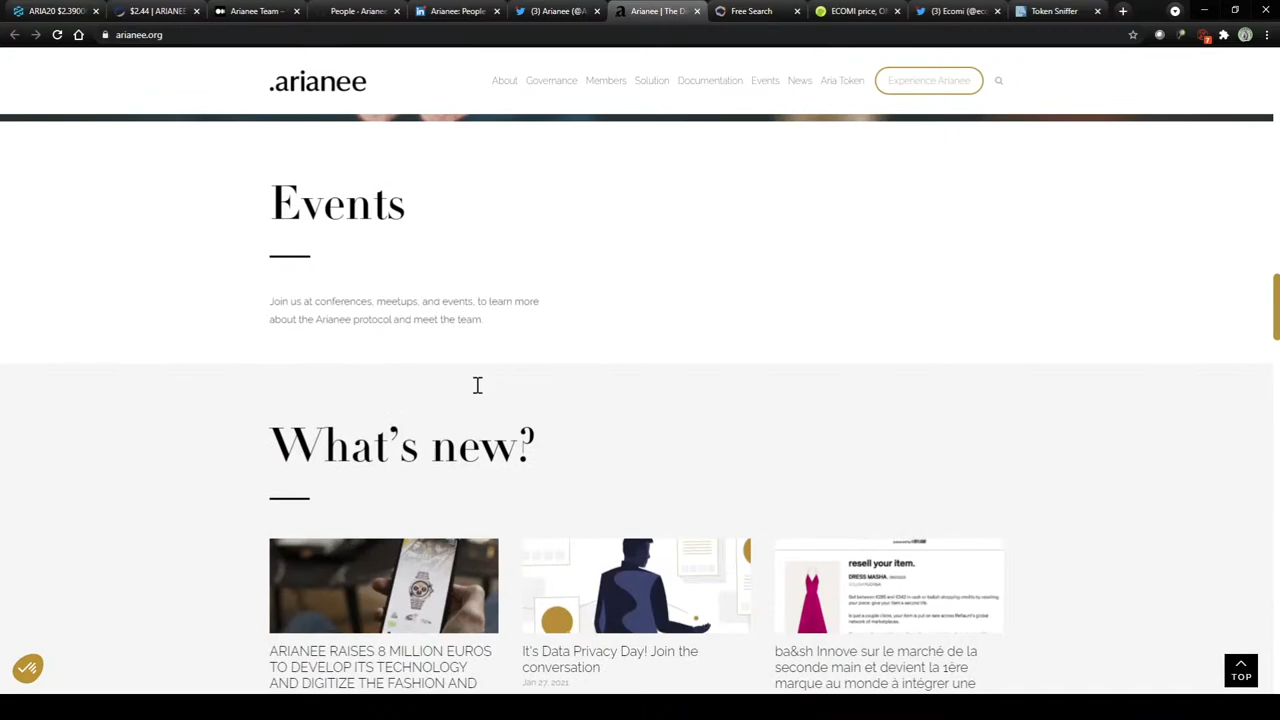 ARIA20 $2.3900
$2.44 | ARIANEE
Arianee Team –
People - Arianee
Arianee: People
(3) Arianee (@A
Arianee | The D
Free Search
ECOMI price, Or
(3) Ecomi (@ec
Token Sniffer
arianee.org
7
.arianee
About Governance Members Solution Documentation Events News Aria Token Experience Arianee
Events
Join us at conferences, meetups, and events, to learn more
about the Arianee protocol and meet the team.
What's new?
resell your item.
DRESS MASHA.
ARIANEE RAISES 8 MILLION EUROS
TO DEVELOP ITS TECHNOLOGY
AND DIGITIZE THE FASHION AND
It's Data Privacy Day! Join the
conversation
Jan 27, 2021
ba&sh Innove sur le marché de la
seconde main et devient la 1ère
marque au monde à intégrer une
TOP